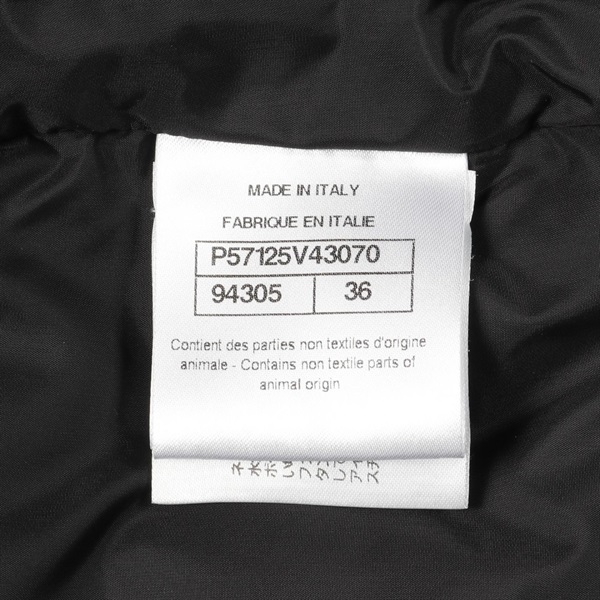 MADE IN ITALY
FABRIQUE EN ITALIE
P57125V43070
94305 36
Contient des parties non textiles d'origine
animale - Contains non textile parts of
animal origin